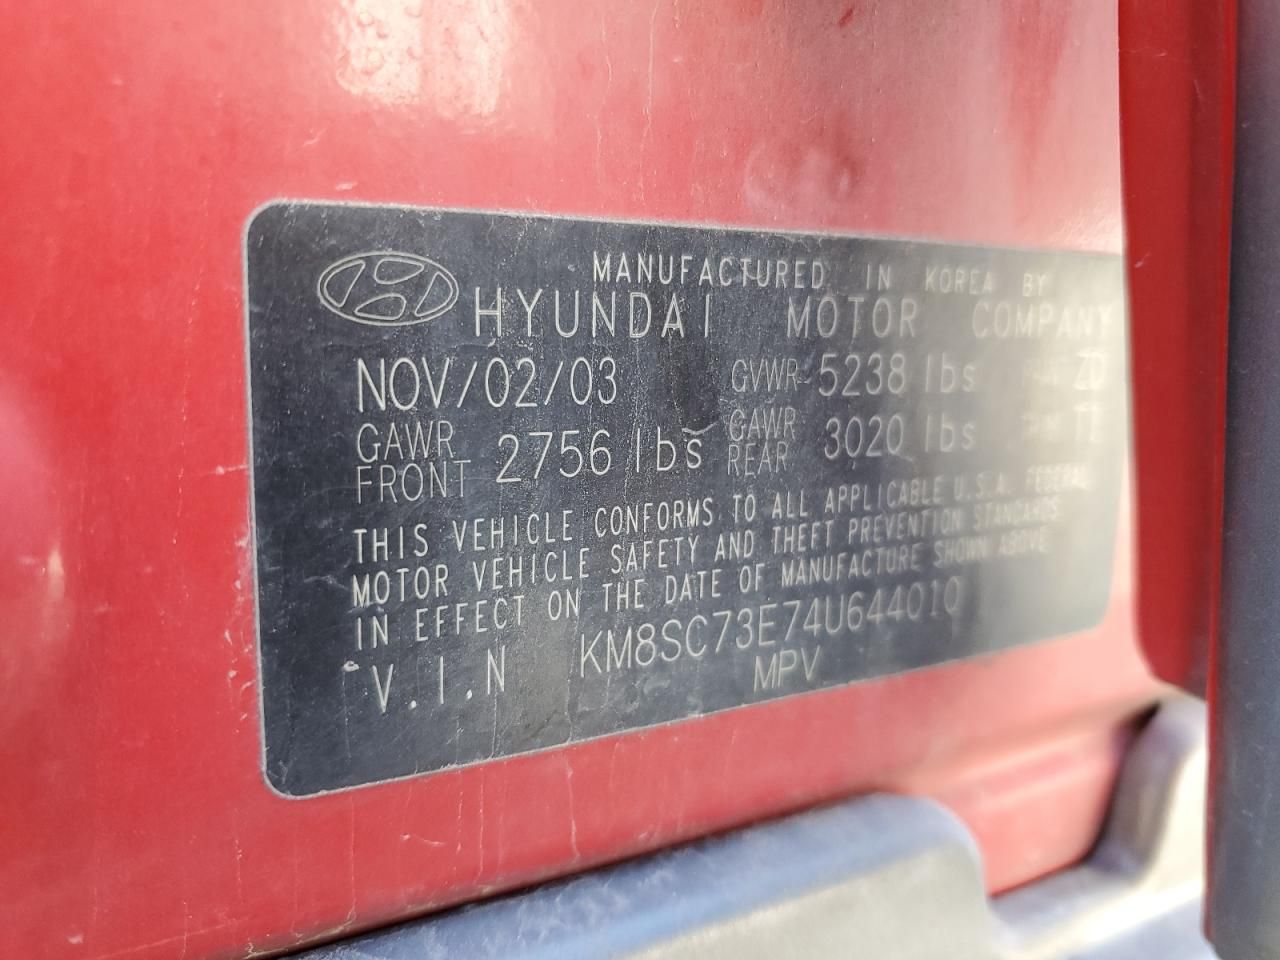 MANUFACTURED IN KOREA BY
HYUNDAI MOTOR COMPANY
NOV/02/03 GVWR 5238 lbs ZD
GAWR FRONT 2756 lbs GAWR REAR 3020 lbs
THIS VEHICLE CONFORMS TO ALL APPLICABLE U.S.A. FEDERAL
MOTOR VEHICLE SAFETY AND THEFT PREVENTION STANDARDS
IN EFFECT ON THE DATE OF MANUFACTURE SHOWN ABOVE
V.I.N KM8SC73E74U644010
MPV